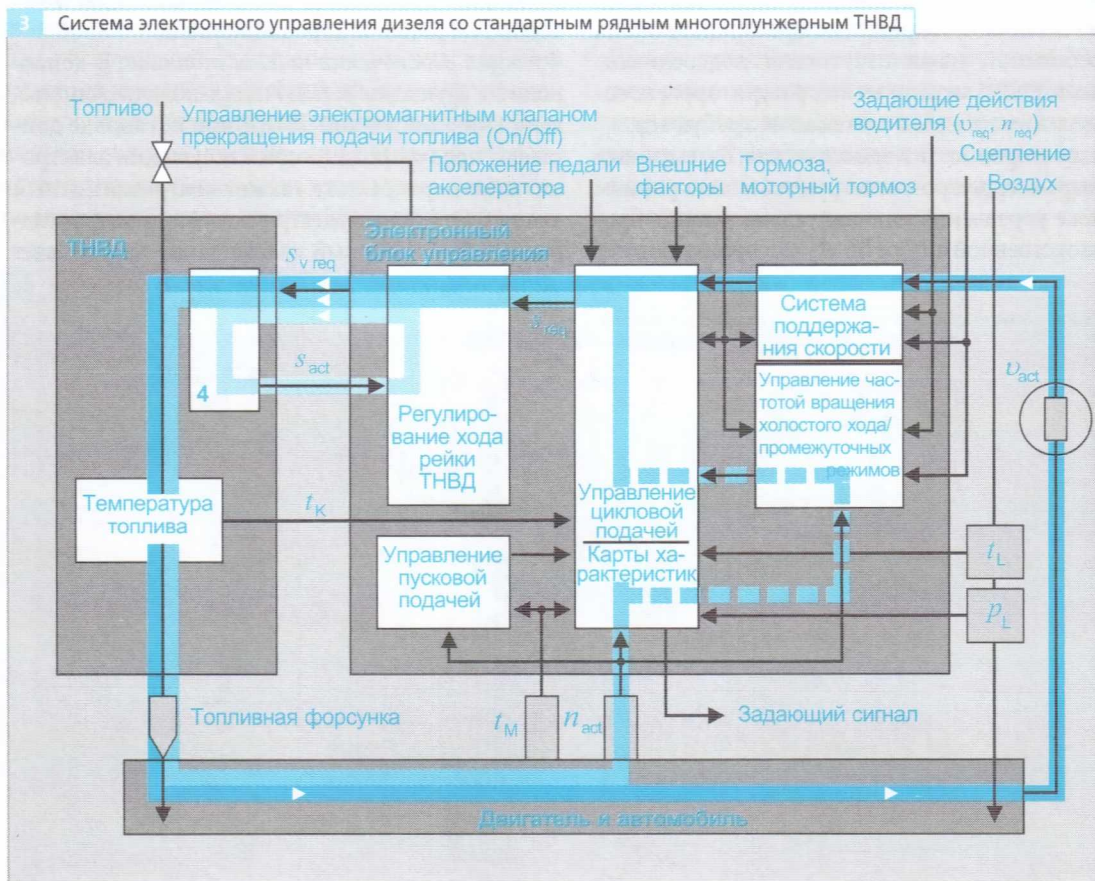 3 Система электронного управления дизеля со стандартным рядным многоплунжерным ТНВД
Топливо
Управление электромагнитным клапаном
прекращения подачи топлива (On/Off)
Задающие действия
водителя (υreq, nreq)
Положение педали
акселератора
Внешние
факторы
Тормоза,
моторный тормоз
Сцепление
Воздух
ТНВД
Электронный
блок управления
sv req
sreq
sact
4
Регулиро-
вание хода
рейки
ТНВД
Система
поддержа-
ния скорости
Управление час-
тотой вращения
холостого хода/
промежуточных
режимов
υact
Температура
топлива
tK
Управление
цикловой
подачей
Карты ха-
рактеристик
Управление
пусковой
подачей
tL
pL
Топливная форсунка
tM
nact
Задающий сигнал
Двигатель и автомобиль